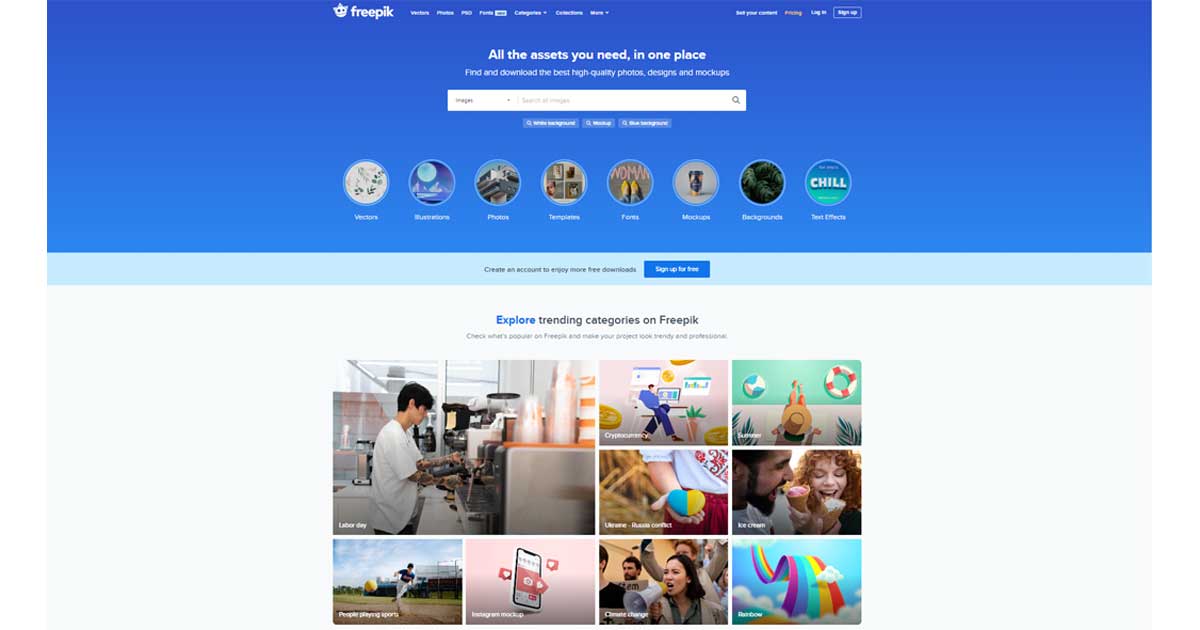 freepik Vectors Photos PSD Fonts NEW Categories Collections More Sell your content Pricing Log in Sign up
All the assets you need, in one place
Find and download the best high-quality photos, designs and mockups
Images Search all images
White background Mockup Blue background
WOMAN
CHILL
Vectors Illustrations Photos Templates Fonts Mockups Backgrounds Text Effects
Create an account to enjoy more free downloads Sign up for free
Explore trending categories on Freepik
Check what's popular on Freepik and make your project look trendy and professional.
Cryptocurrency Summer
Labor day Ukraine - Russia conflict Ice cream
People playing sports Instagram mockup Climate change Rainbow